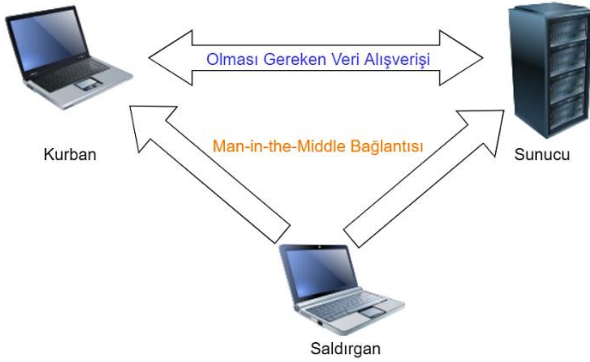 Olması Gereken Veri Alışverişi
Kurban
Man-in-the-Middle Bağlantısı
Sunucu
Saldırgan